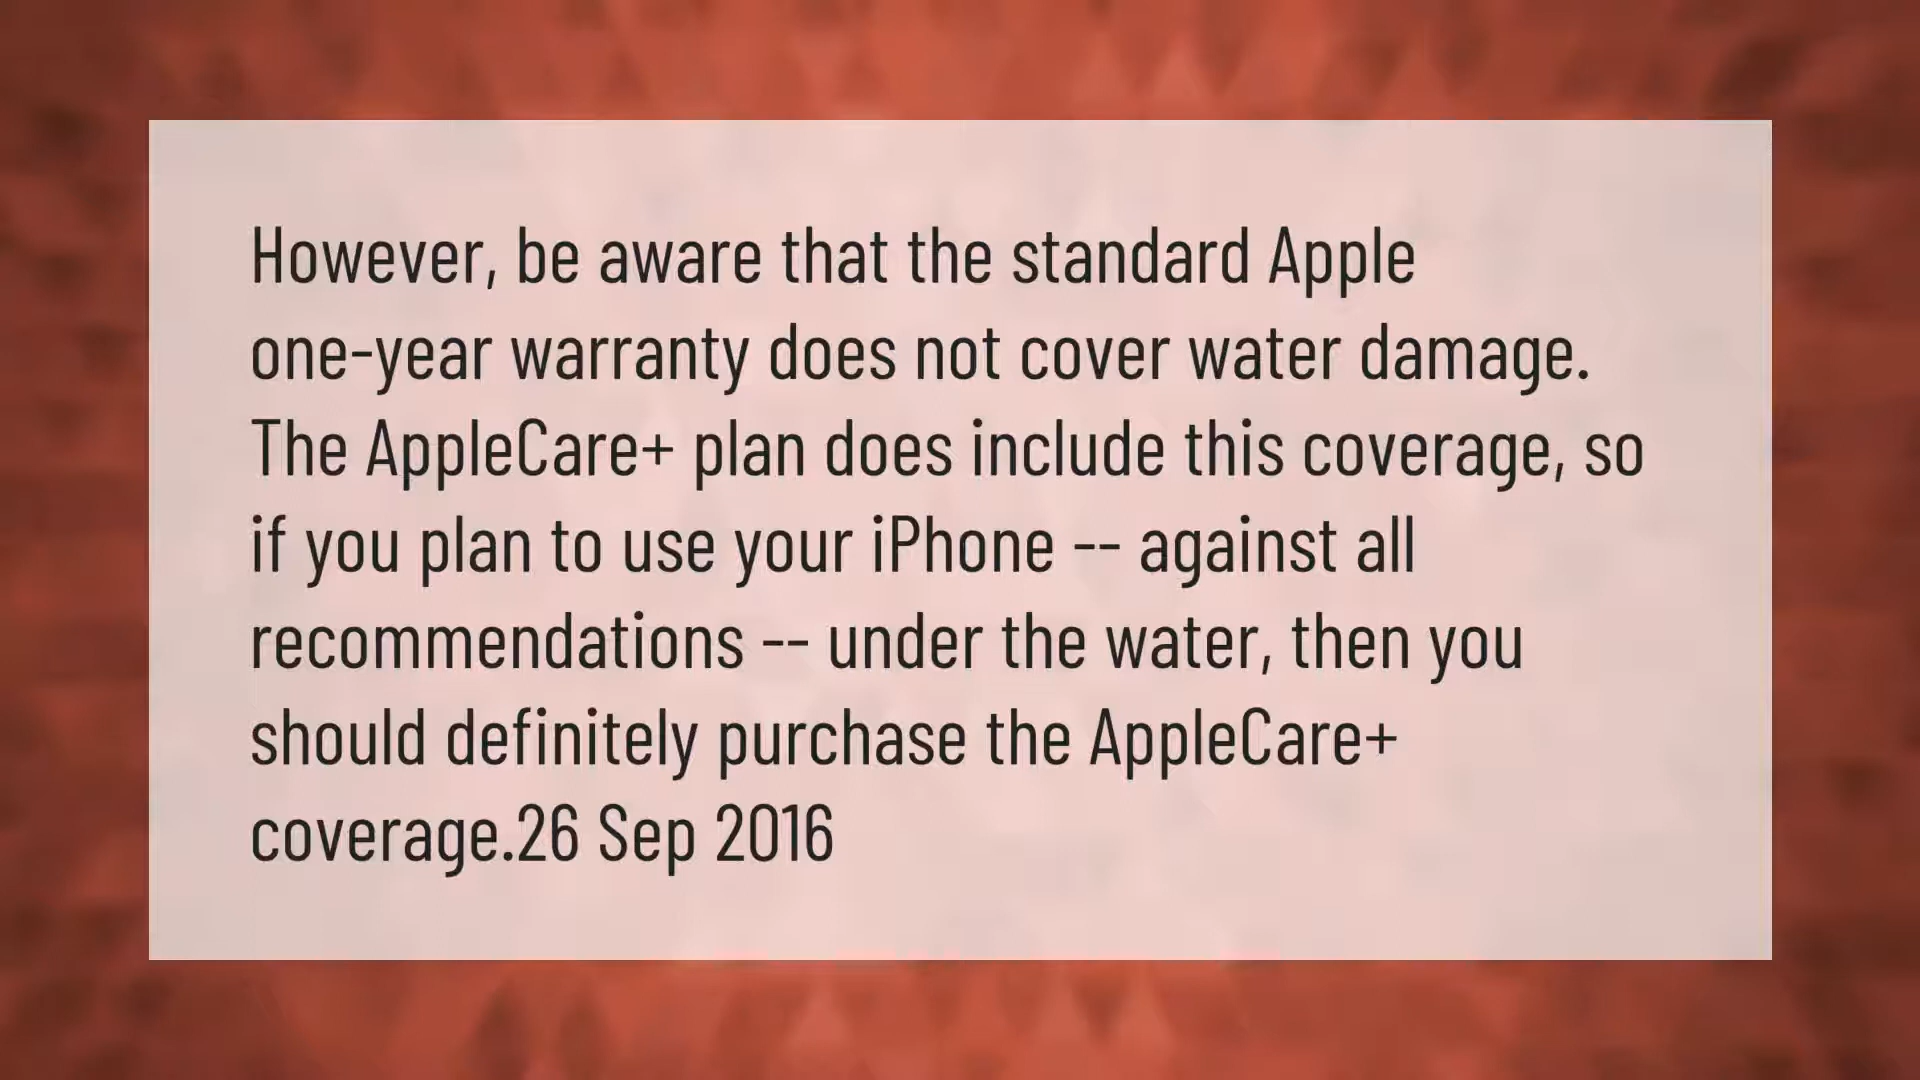 However, be aware that the standard Apple
one-year warranty does not cover water damage.
The AppleCare+ plan does include this coverage, so
if you plan to use your iPhone -- against all
recommendations -- under the water, then you
should definitely purchase the AppleCare+
coverage.26 Sep 2016